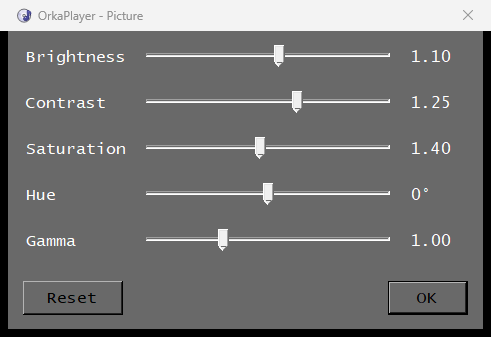 OrkaPlayer - Picture
Brightness 1.10
Contrast 1.25
Saturation 1.40
Hue 0°
Gamma 1.00
Reset OK